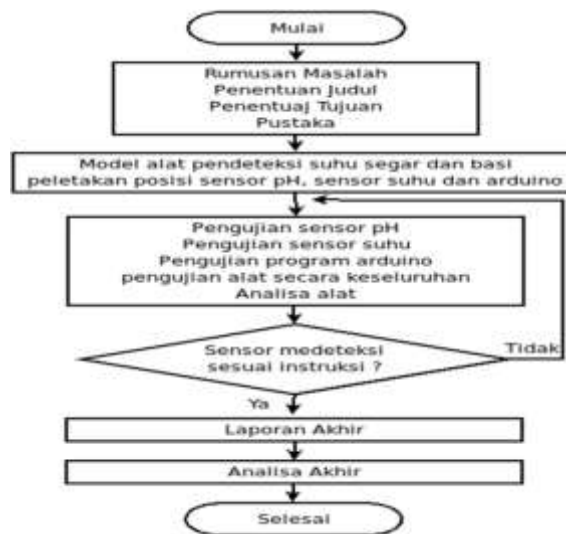 Mulai
Rumusan Masalah
Penentuan Judul
Penentuaj Tujuan
Pustaka
Model alat pendeteksi suhu segar dan basi
peletakan posisi sensor pH, sensor suhu dan arduino
Pengujian sensor pH
Pengujian sensor suhu
Pengujian program arduino
pengujian alat secara keseluruhan
Analisa alat
Sensor medeteksi
sesuai instruksi ?
Tidak
Ya
Laporan Akhir
Analisa Akhir
Selesai